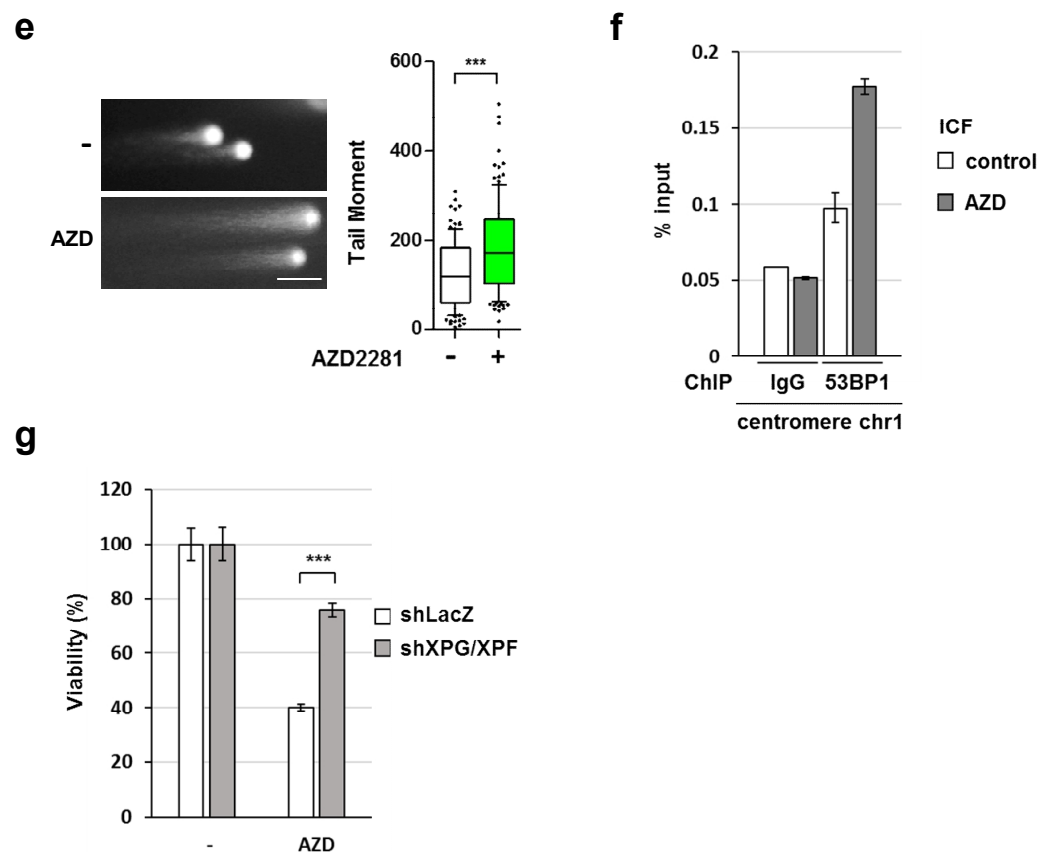 e
-
AZD
Tail Moment
600
400
200
0
***
AZD2281 - +
f
% input
0.2
0.15
0.1
0.05
0
ICF
control
AZD
ChIP IgG 53BP1
centromere chr1
g
Viability (%)
120
100
80
60
40
20
0
***
shLacZ
shXPG/XPF
- AZD